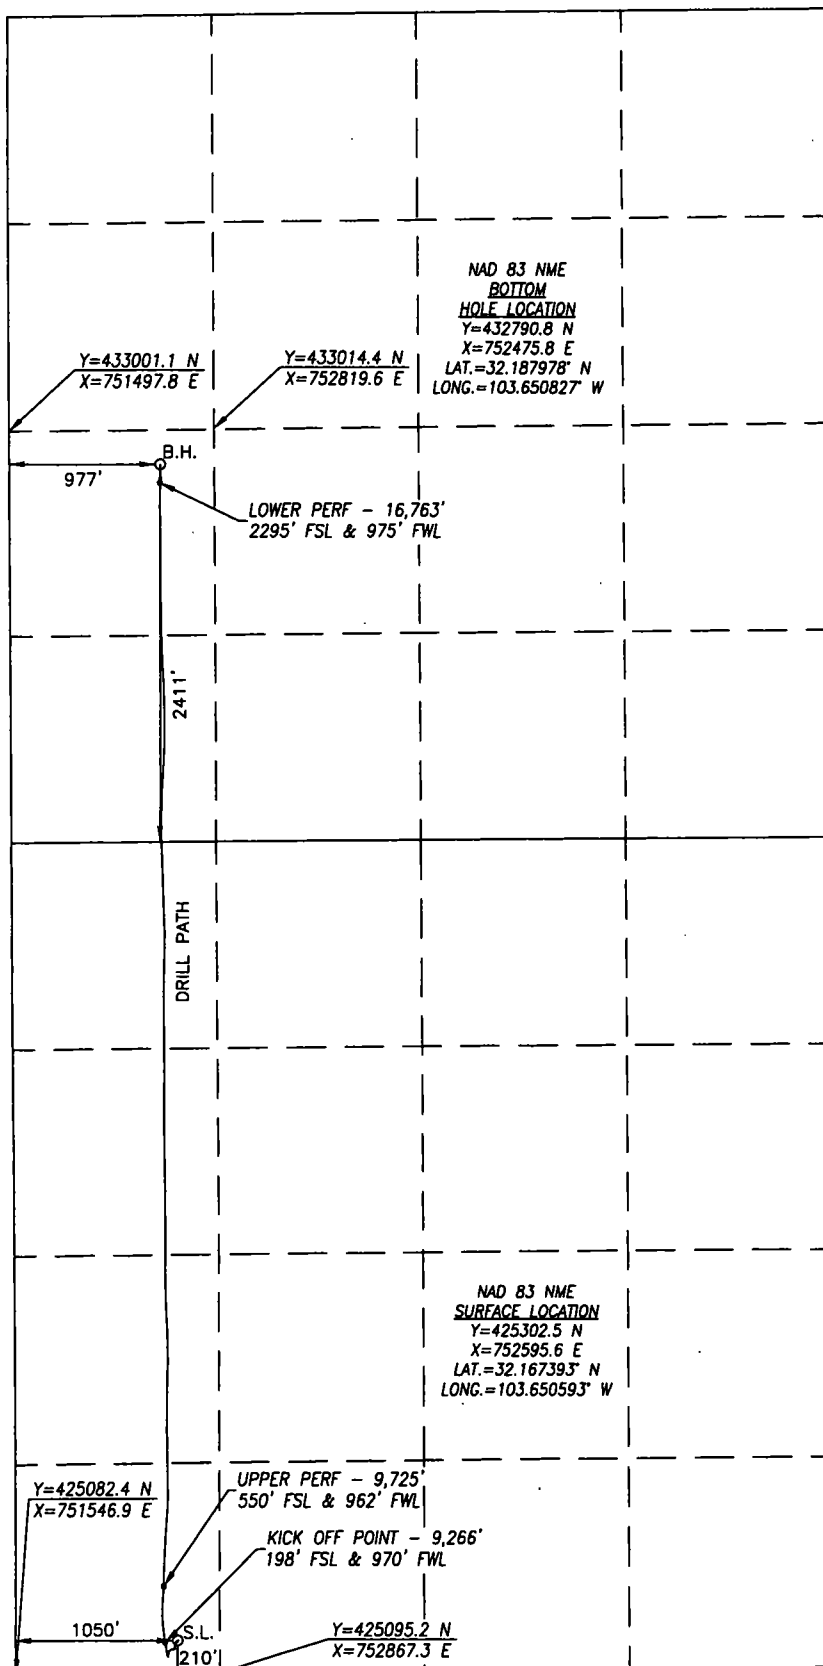 NAD 83 NME
BOTTOM
HOLE LOCATION
Y=432790.8 N
X=752475.8 E
LAT.=32.187978° N
LONG.=103.650827° W
Y=433001.1 N
X=751497.8 E
Y=433014.4 N
X=752819.6 E
B.H.
977'
LOWER PERF - 16,763'
2295' FSL & 975' FWL
2411'
DRILL PATH
NAD 83 NME
SURFACE LOCATION
Y=425302.5 N
X=752595.6 E
LAT.=32.167393° N
LONG.=103.650593° W
Y=425082.4 N
X=751546.9 E
UPPER PERF - 9,725'
550' FSL & 962' FWL
KICK OFF POINT - 9,266'
198' FSL & 970' FWL
1050'
S.L.
210'
Y=425095.2 N
X=752867.3 E